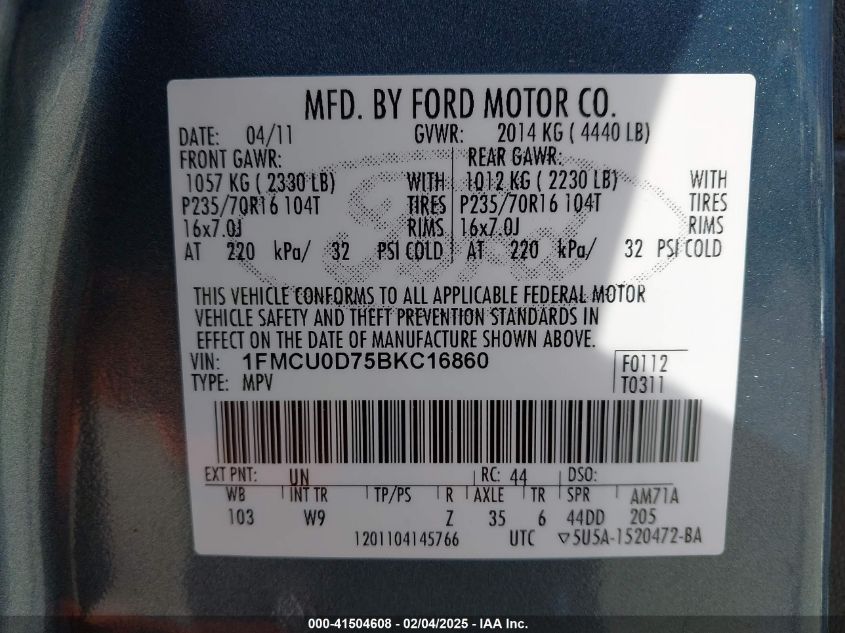 MFD. BY FORD MOTOR CO.
DATE: 04/11 GVWR: 2014 KG ( 4440 LB)
FRONT GAWR: REAR GAWR:
1057 KG ( 2330 LB) WITH 1012 KG ( 2230 LB) WITH
P235/70R16 104T TIRES P235/70R16 104T TIRES
16x7.0J RIMS 16x7.0J RIMS
AT 220 kPa/ 32 PSI COLD AT 220 kPa/ 32 PSI COLD
Ford
THIS VEHICLE CONFORMS TO ALL APPLICABLE FEDERAL MOTOR
VEHICLE SAFETY AND THEFT PREVENTION STANDARDS IN
EFFECT ON THE DATE OF MANUFACTURE SHOWN ABOVE.
VIN: 1FMCU0D75BKC16860 F0112
TYPE: MPV T0311
EXT PNT: UN RC: 44 DSO:
WB INT TR TP/PS R AXLE TR SPR AM71A
103 W9 Z 35 6 44DD 205
1201104145766 UTC ▽5U5A-1520472-BA
00 -41504608 - 02/04/2025 - IAA Inc.